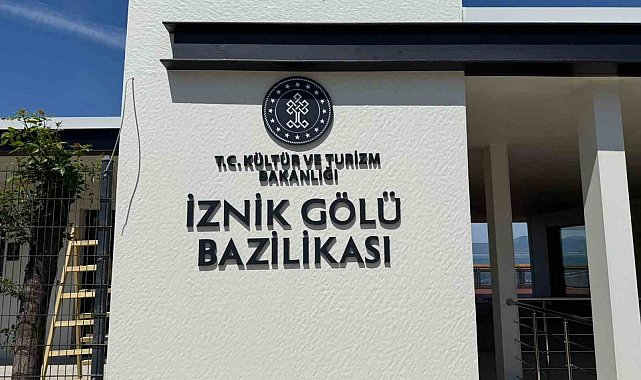 T.C. KÜLTÜR VE TURİZM
BAKANLIĞI
İZNİK GÖLÜ
BAZİLİKASI